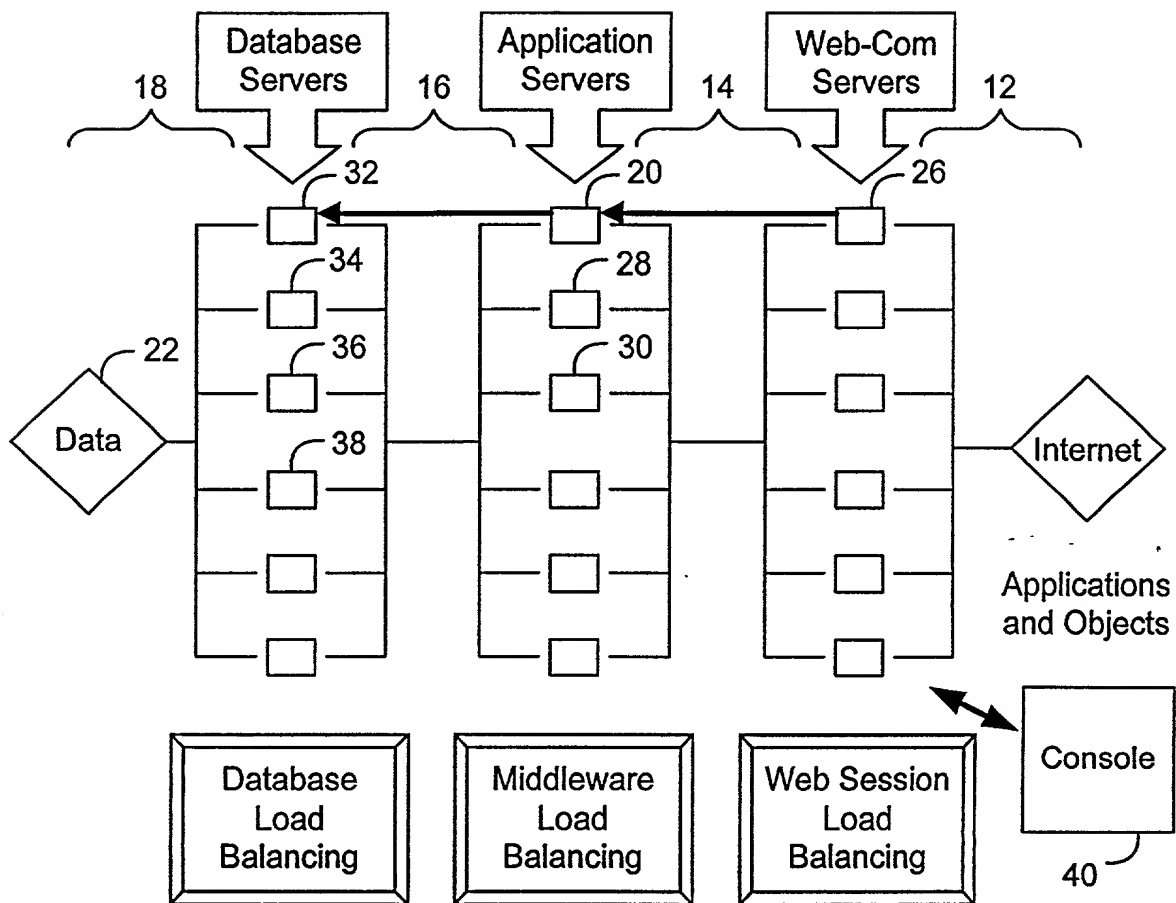 Database
Servers
Application
Servers
Web-Com
Servers
18
16
14
12
32
20
26
34
28
22
36
30
Data
38
Internet
Applications
and Objects
Database
Load
Balancing
Middleware
Load
Balancing
Web Session
Load
Balancing
Console
40